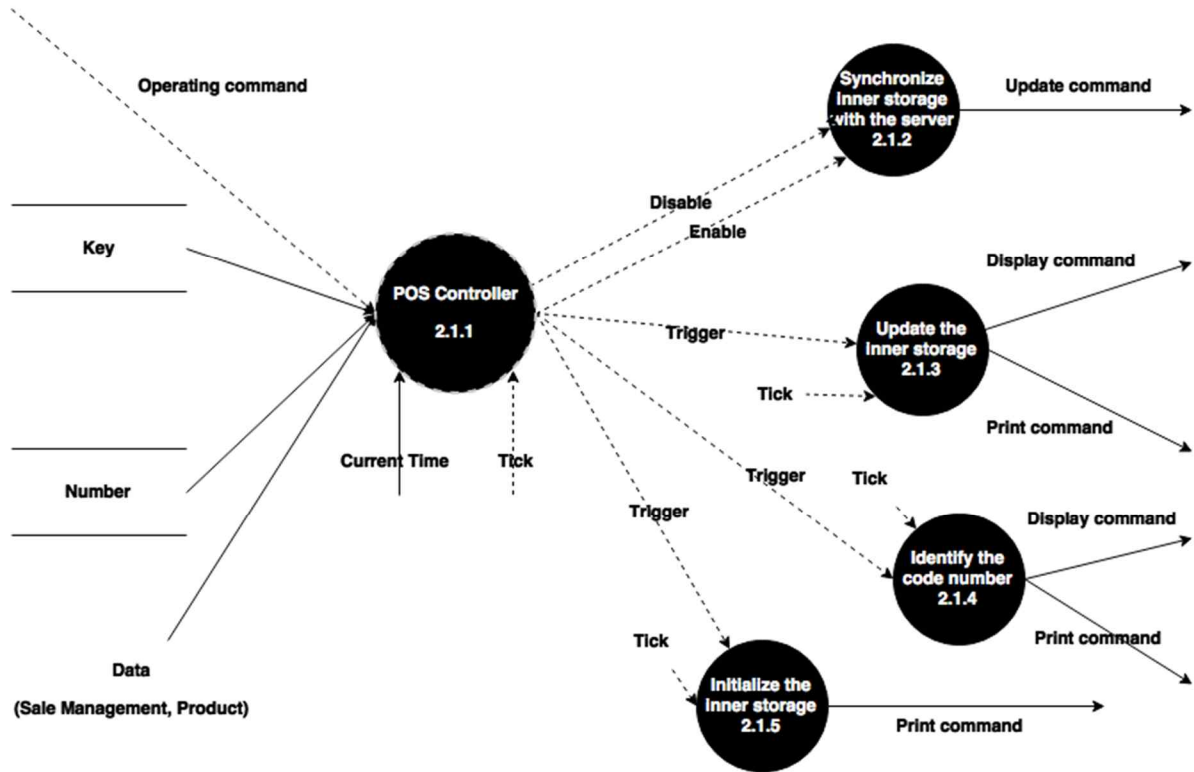 Operating command
Synchronize
inner storage
with the server
2.1.2
Update command
Disable
Enable
Key
POS Controller
2.1.1
Display command
Trigger
Update the
inner storage
2.1.3
Tick
Print command
Number
Current Time
Tick
Trigger
Tick
Trigger
Display command
Identify the
code number
2.1.4
Print command
Tick
Data
(Sale Management, Product)
Initialize the
inner storage
2.1.5
Print command